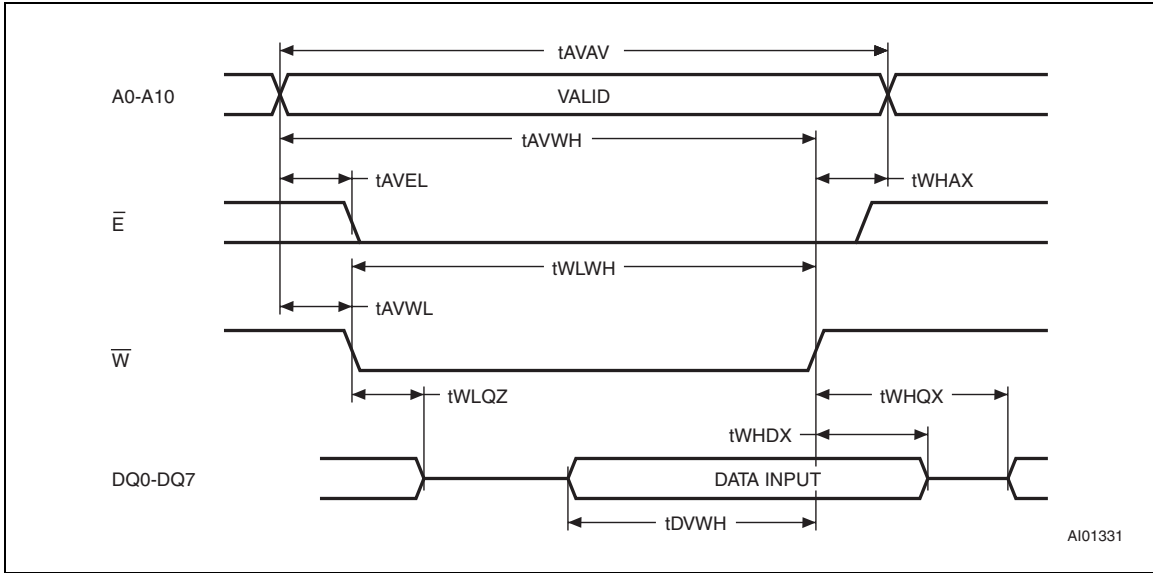 tAVAV
A0-A10
VALID
tAVWH
tAVEL
tWHAX
E̅
tWLWH
tAVWL
W̅
tWLQZ
tWHQX
tWHDX
DQ0-DQ7
DATA INPUT
tDVWH
AI01331